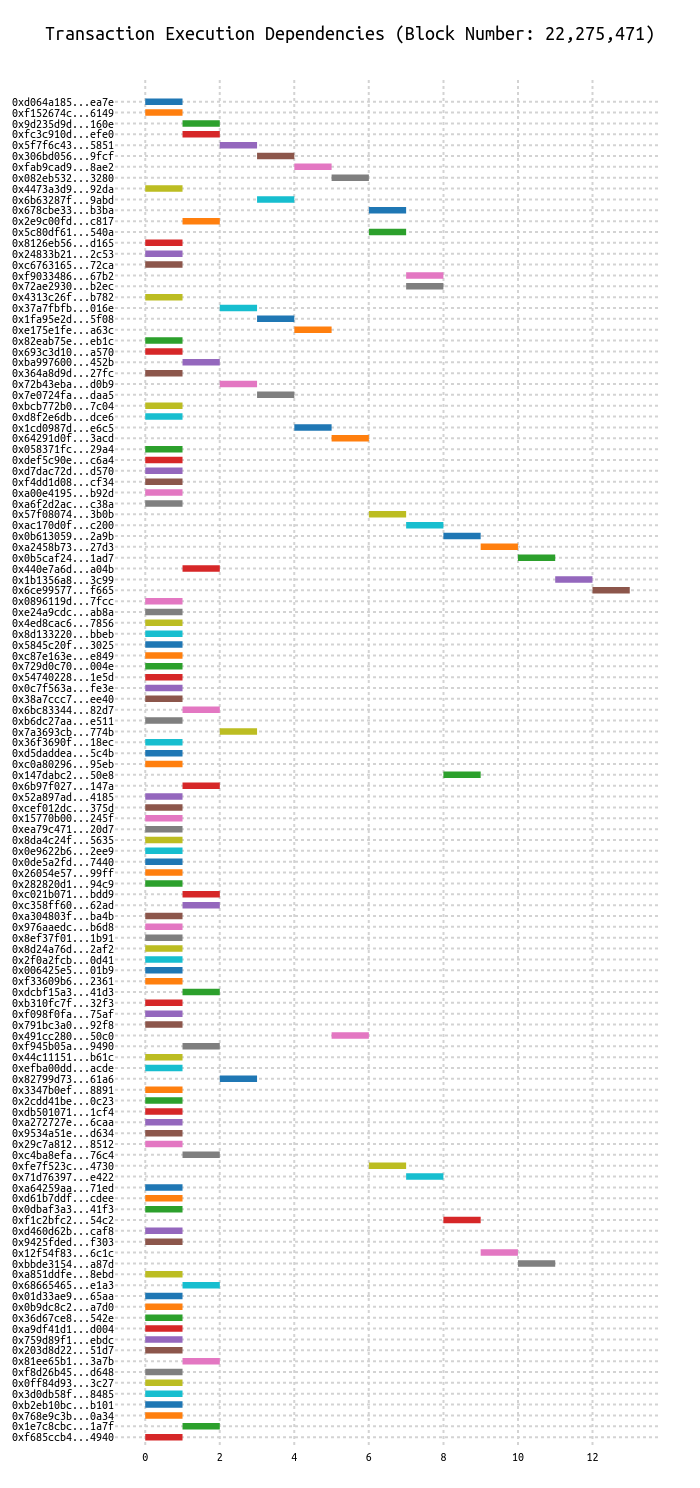 Transaction Execution Dependencies (Block Number: 22,275,471)
0xd064a185...ea7e
0xf152674c...6149
0x9d235d9d...160e
0xfc3c910d...efe0
0x5f7f6c43...5851
0x306bd056...9fcf
0xfab9cad9...8ae2
0x082eb532...3280
0x4473a3d9...92da
0x6b63287f...9abd
0x678cbe33...b3ba
0x2e9c00fd...c817
0x5c80df61...540a
0x8126eb56...d165
0x24833b21...2c53
0xc6763165...72ca
0xf9033486...67b2
0x72ae2930...b2ec
0x4313c26f...b782
0x37a7fbfb...016e
0x1fa95e2d...5f08
0xe175e1fe...a63c
0x82eab75e...eb1c
0x693c3d10...a570
0xba997600...452b
0x364a8d9d...27fc
0x72b43eba...d0b9
0x7e0724fa...daa5
0xbcb772b0...7c04
0xd8f2e6db...dce6
0x1cd0987d...e6c5
0x64291d0f...3acd
0x058371fc...29a4
0xdef5c90e...c6a4
0xd7dac72d...d570
0xf4dd1d08...cf34
0xa00e4195...b92d
0xa6f2d2ac...c38a
0x57f08074...3b0b
0xac170d0f...c200
0x0b613059...2a9b
0xa2458b73...27d3
0x0b5caf24...1ad7
0x440e7a6d...a04b
0x1b1356a8...3c99
0x6ce99577...f665
0x0896119d...7fcc
0xe24a9cdc...ab8a
0x4ed8cac6...7856
0x8d133220...bbeb
0x5845c20f...3025
0xc87e163e...e849
0x729d0c70...004e
0x54740228...1e5d
0x0c7f563a...fe3e
0x38a7ccc7...ee40
0x6bc83344...82d7
0xb6dc27aa...e511
0x7a3693cb...774b
0x36f3690f...18ec
0xd5daddea...5c4b
0xc0a80296...95eb
0x147dabc2...50e8
0x6b97f027...147a
0x52a897ad...4185
0xcef012dc...375d
0x15770b00...245f
0xea79c471...20d7
0x8da4c24f...5635
0x0e9622b6...2ee9
0x0de5a2fd...7440
0x26054e57...99ff
0x282820d1...94c9
0xc021b071...bdd9
0xc358ff60...62ad
0xa304803f...ba4b
0x976aaedc...b6d8
0x8ef37f01...1b91
0x8d24a76d...2af2
0x2f0a2fcb...0d41
0x006425e5...01b9
0xf33609b6...2361
0xdcbf15a3...41d3
0xb310fc7f...32f3
0xf098f0fa...75af
0x791bc3a0...92f8
0x491cc280...50c0
0xf945b05a...9490
0x44c11151...b61c
0xefba00dd...acde
0x82799d73...61a6
0x3347b0ef...8891
0x2cdd41be...0c23
0xdb501071...1cf4
0xa272727e...6caa
0x9534a51e...d634
0x29c7a812...8512
0xc4ba8efa...76c4
0xfe7f523c...4730
0x71d76397...e422
0xa64259aa...71ed
0xd61b7ddf...cdee
0x0dbaf3a3...41f3
0xf1c2bfc2...54c2
0xd460d62b...caf8
0x9425fded...f303
0x12f54f83...6c1c
0xbbde3154...a87d
0xa851ddfe...8ebd
0x68665465...e1a3
0x01d33ae9...65aa
0x0b9dc8c2...a7d0
0x36d67ce8...542e
0xa9df41d1...d004
0x759d89f1...ebdc
0x203d8d22...51d7
0x81ee65b1...3a7b
0xf8d26b45...d648
0x0ff84d93...3c27
0x3d0db58f...8485
0xb2eb10bc...b101
0x768e9c3b...0a34
0x1e7c8cbc...1a7f
0xf685ccb4...4940
0 2 4 6 8 10 12